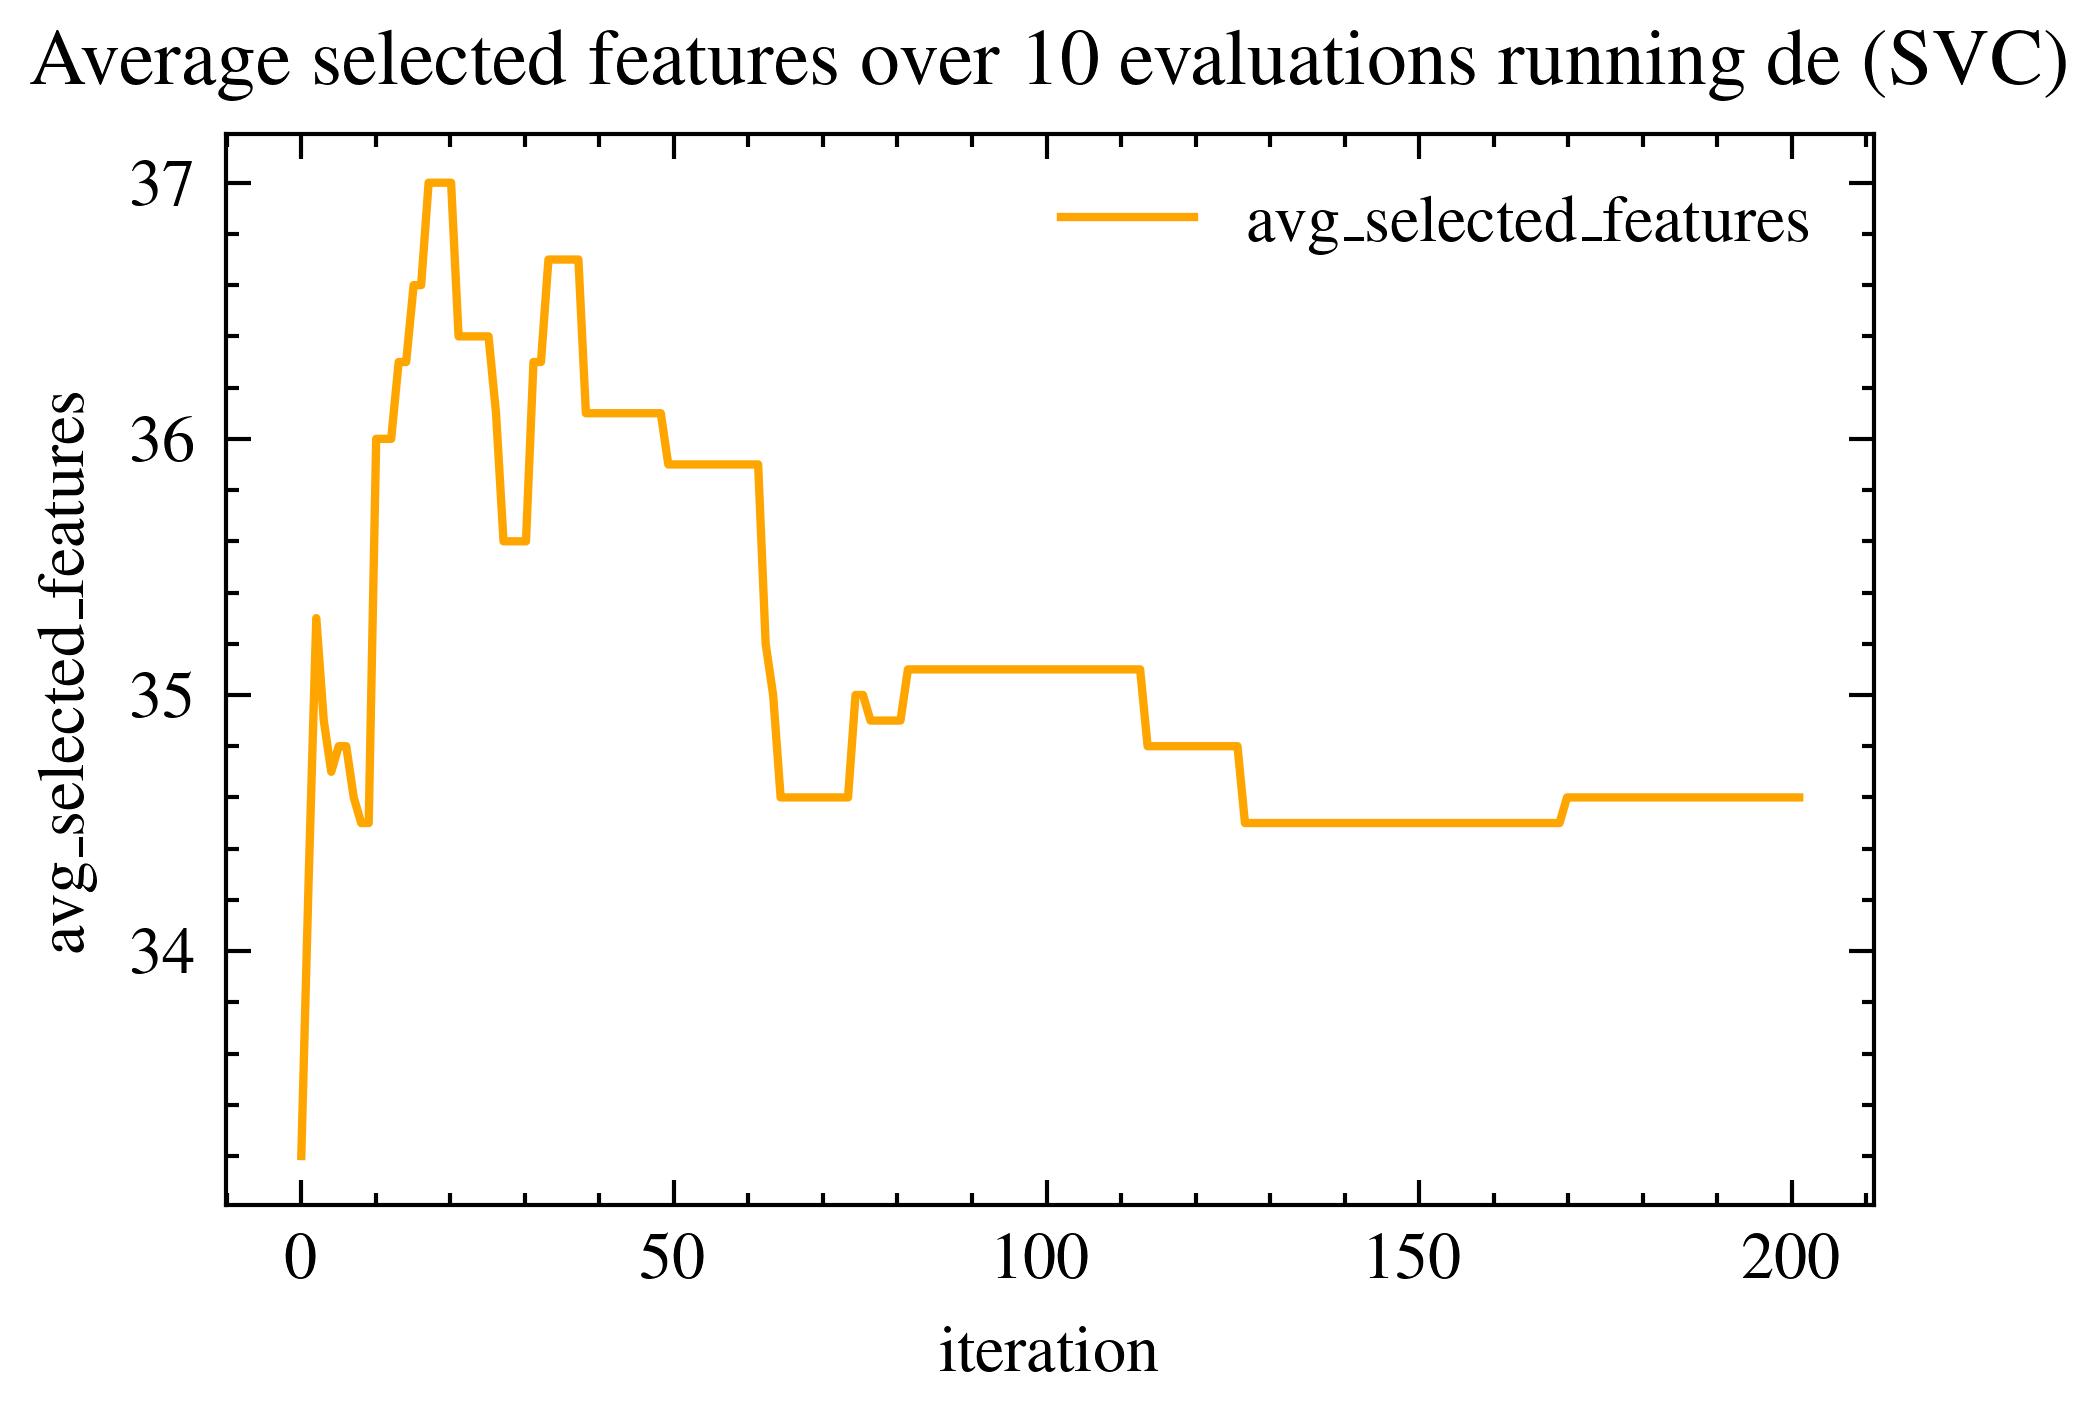 Average selected features over 10 evaluations running de (SVC)
avg_selected_features
37
36
35
34
avg_selected_features
0 50 100 150 200
iteration